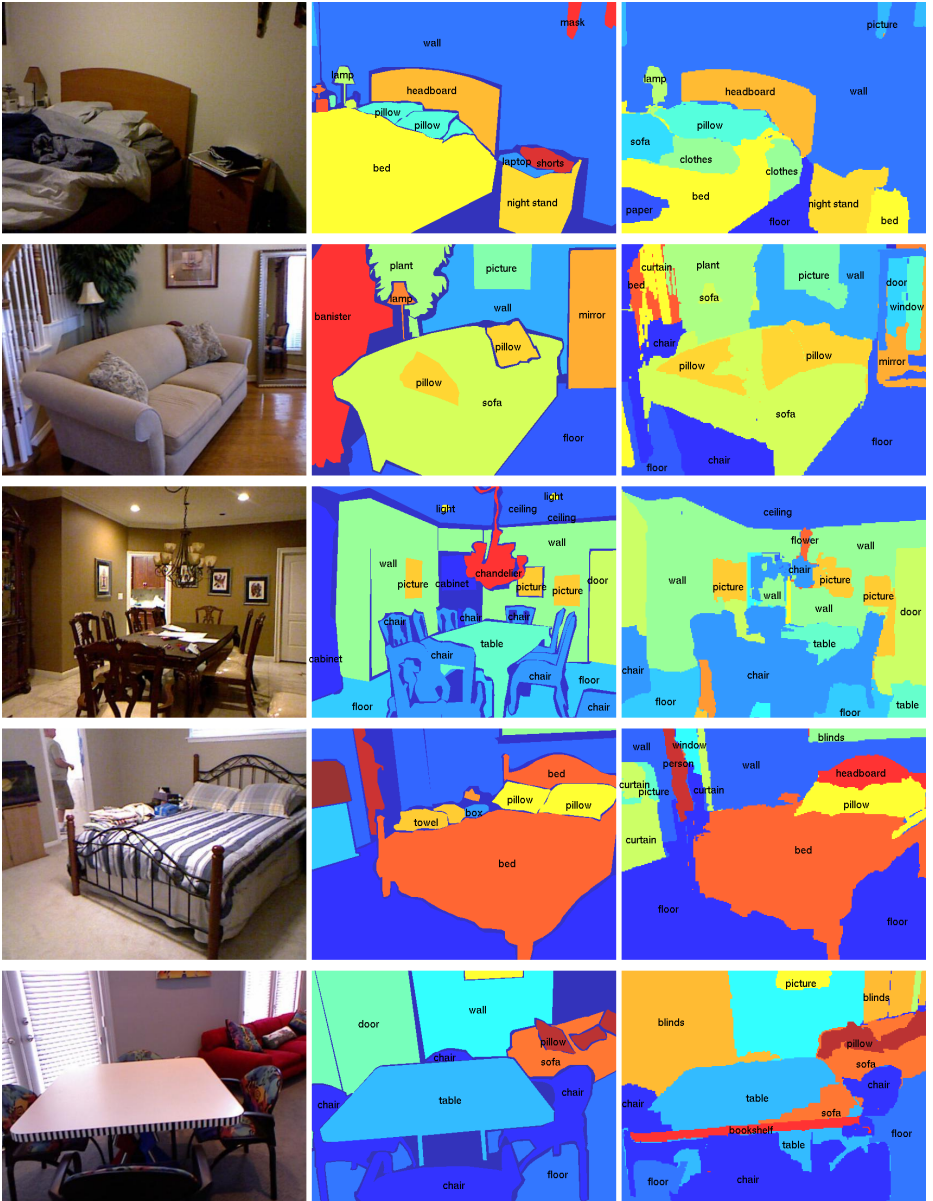 mask
wall
lamp
headboard
pillow
pillow
bed
laptop
shorts
night stand
picture
lamp
headboard
wall
pillow
sofa
clothes
clothes
bed
paper
floor
night stand
bed
plant
picture
lamp
banister
wall
mirror
pillow
pillow
sofa
floor
curtain
plant
picture
wall
bed
door
sofa
window
chair
pillow
pillow
mirror
sofa
floor
chair
floor
light
light
ceiling
ceiling
wall
wall
chandelier
picture
cabinet
picture
picture
door
chair
chair
chair
table
chair
cabinet
chair
floor
floor
chair
ceiling
flower
wall
chair
wall
picture
picture
wall
picture
wall
door
table
chair
chair
floor
floor
table
bed
pillow
pillow
box
towel
bed
blinds
wall
window
person
wall
headboard
curtain
picture
curtain
pillow
curtain
bed
floor
floor
door
wall
pillow
chair
sofa
chair
chair
table
floor
chair
picture
blinds
blinds
pillow
sofa
chair
table
chair
sofa
bookshelf
floor
table
floor
chair